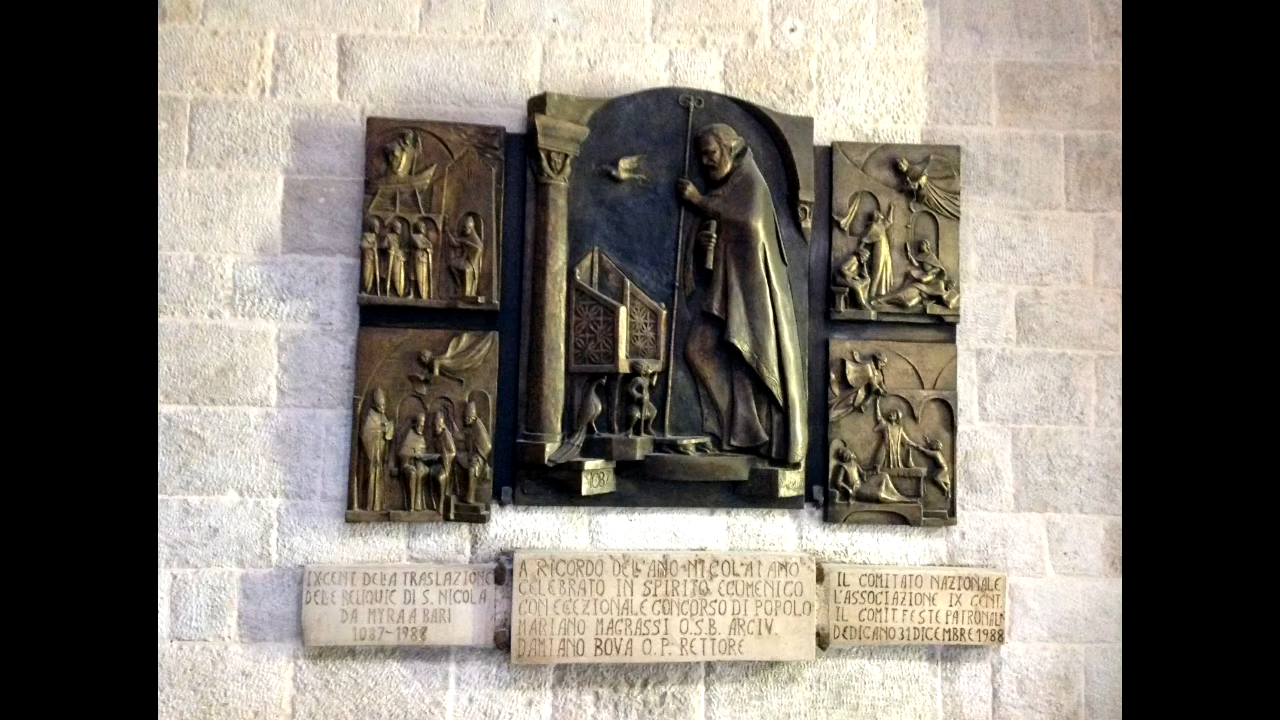 1087
IX CENT. DELLA TRASLAZIONE
DELE RELIQUIE DI S. NICOLA
DA MYRA A BARI
1087-1988
A RICORDO DELL'ANO NICOLAIANO
CELEBRATO IN SPIRITO ECUMENICO
CON ECCEZIONALE CONCORSO DI POPOLO
MARIANO MAGRASSI O.S.B. ARCIV.
DAMIANO BOVA O.P. RETTORE
IL COMITATO NAZIONALE
L'ASSOCIAZIONE IX CENT.
IL COMIT. FESTE PATRONALI
DEDICANO 31 DICEMBRE 1988